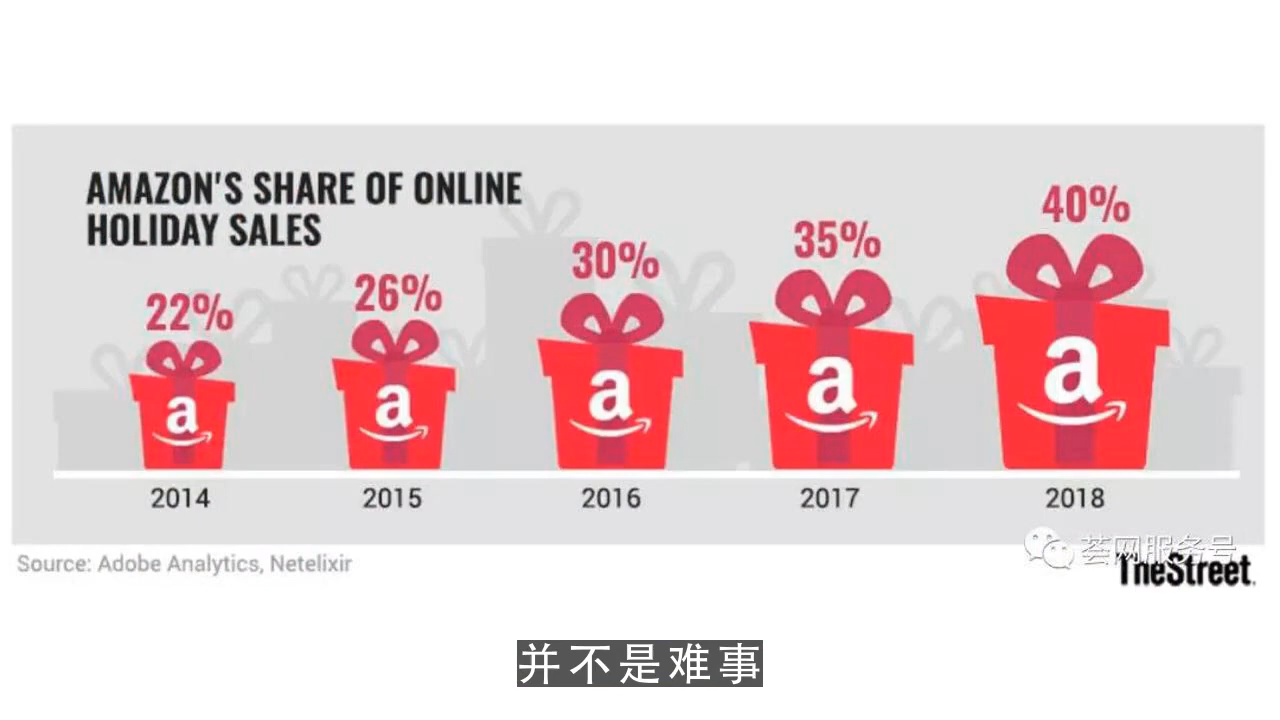 AMAZON'S SHARE OF ONLINE
HOLIDAY SALES
22%
26%
30%
35%
40%
a
a
a
a
a
2014
2015
2016
2017
2018
Source: Adobe Analytics, Netelixir
荟网服务号
TheStreet.
并不是难事